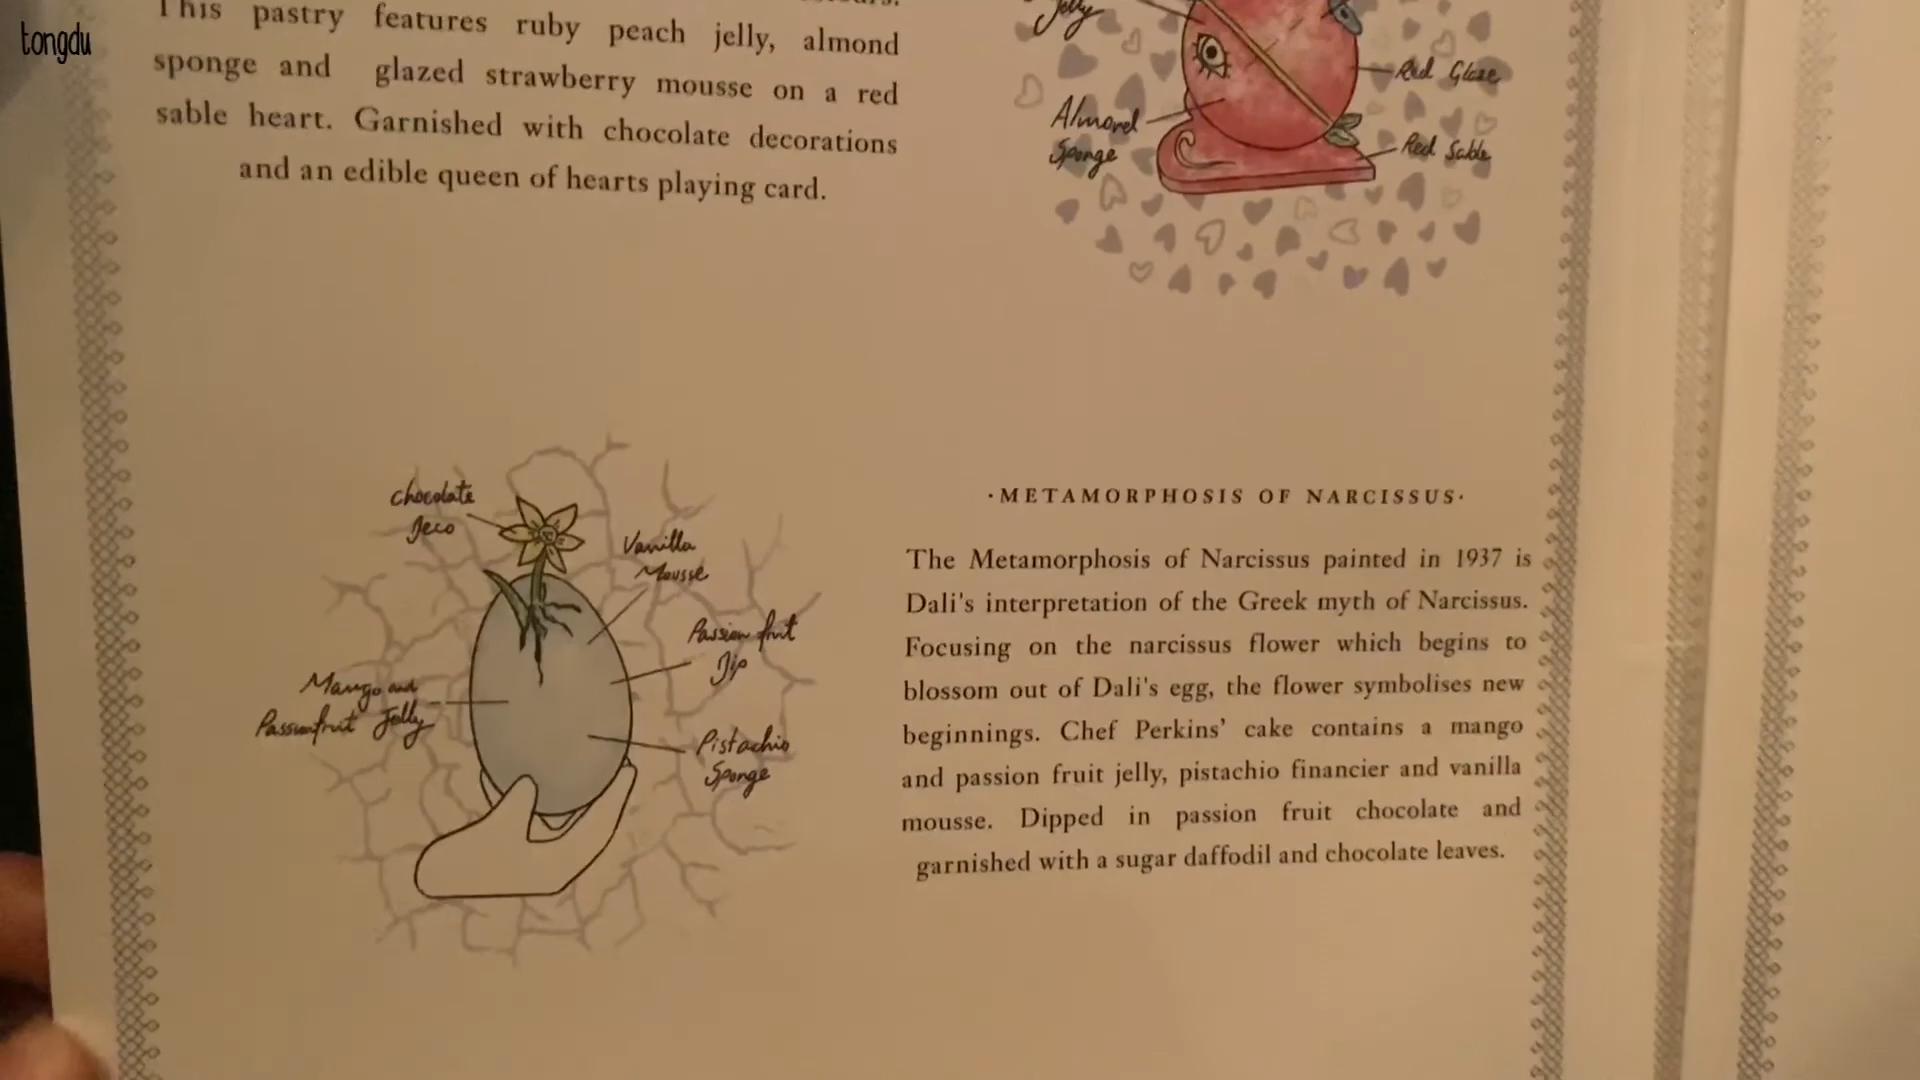 tongdu
This pastry features ruby peach jelly, almond
sponge and glazed strawberry mousse on a red
sable heart. Garnished with chocolate decorations
and an edible queen of hearts playing card.
Jelly
Almond
Sponge
Red Glaze
Red Sable
chocolate
Deco
Vanilla
Mousse
Passion fruit
Dip
Mango and
Passionfruit Jelly
Pistachio
Sponge
·METAMORPHOSIS OF NARCISSUS·
The Metamorphosis of Narcissus painted in 1937 is
Dali's interpretation of the Greek myth of Narcissus.
Focusing on the narcissus flower which begins to
blossom out of Dali's egg, the flower symbolises new
beginnings. Chef Perkins’ cake contains a mango
and passion fruit jelly, pistachio financier and vanilla
mousse. Dipped in passion fruit chocolate and
garnished with a sugar daffodil and chocolate leaves.